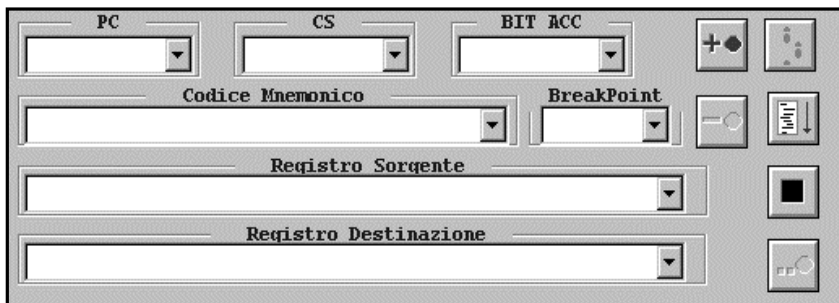 PC CS BIT ACC
Codice Mnemonico BreakPoint
Registro Sorgente
Registro Destinazione